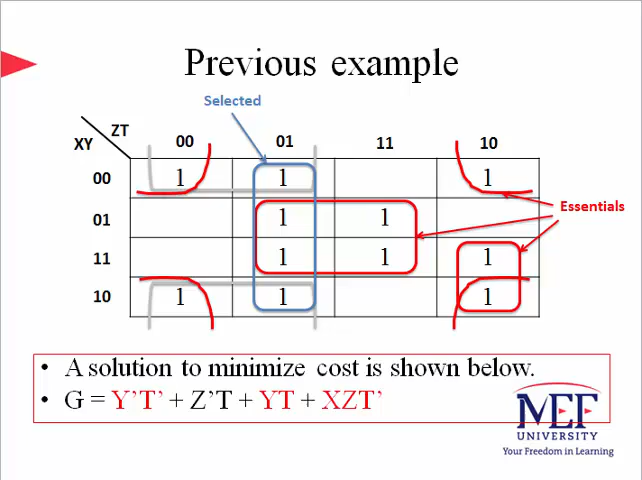 Previous example
Selected
ZT
XY
00 01 11 10
00 1 1 1
01 1 1
Essentials
11 1 1 1
10 1 1 1
• A solution to minimize cost is shown below.
• G = Y’T’ + Z’T + YT + XZT’
MEF
UNIVERSITY
Your Freedom in Learning